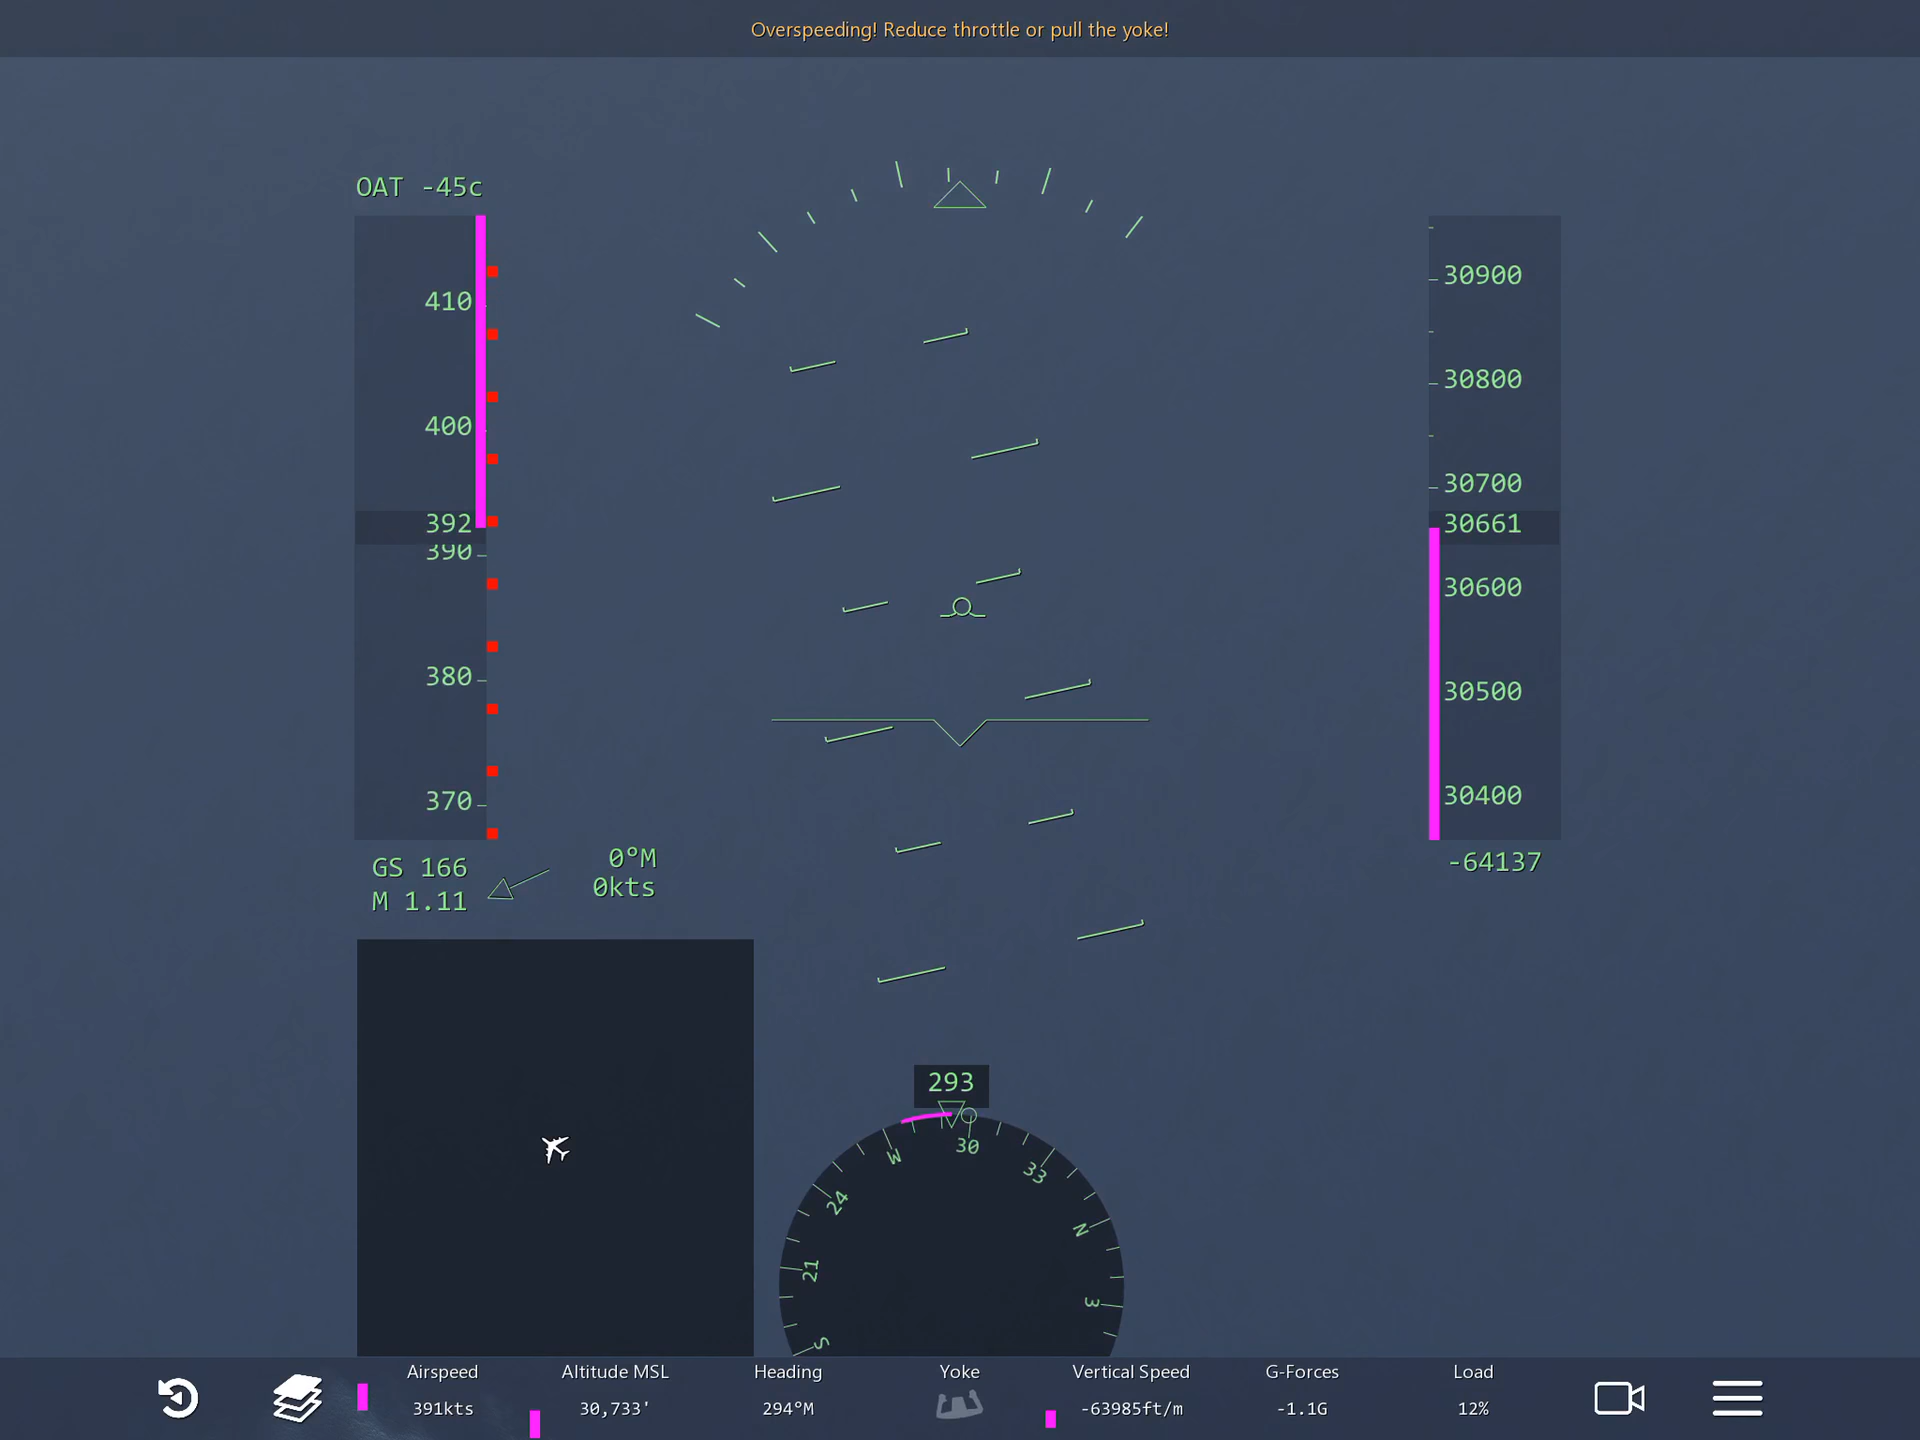 Overspeeding! Reduce throttle or pull the yoke!
OAT -45c
410
400
392
390
380
370
30900
30800
30700
30661
30600
30500
30400
-64137
GS 166
M 1.11
0°M
0kts
293
S
21
24
W
30
33
N
3
Airspeed
391kts
Altitude MSL
30,733'
Heading
294°M
Yoke
Vertical Speed
-63985ft/m
G-Forces
-1.1G
Load
12%